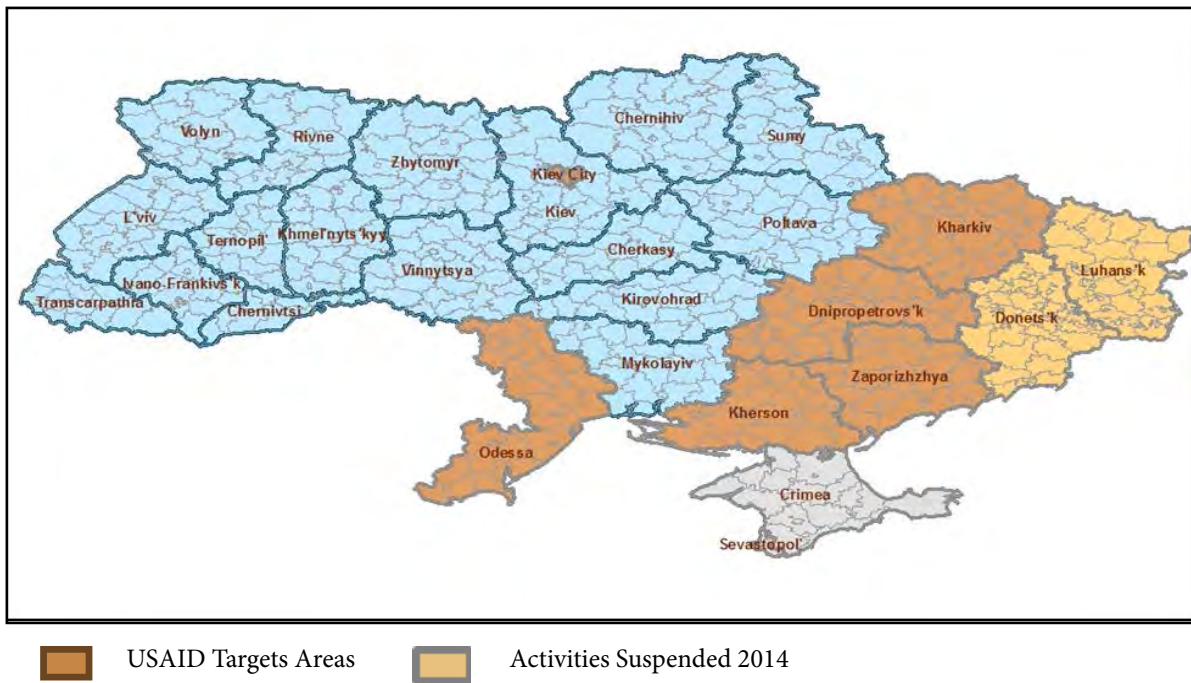 Chernihiv
Volyn
Rivne
Sumy
Zhytomyr
Kiev City
L'viv
Kiev
Poltava
Kharkiv
Ternopil'
Khmel'nyts'kyy
Cherkasy
Luhans'k
Vinnytsya
Ivano-Frankivs'k
Transcarpathia
Kirovohrad
Chernivtsi
Dnipropetrovs'k
Donets'k
Mykolayiv
Zaporizhzhya
Kherson
Odessa
Crimea
Sevastopol'
USAID Targets Areas
Activities Suspended 2014